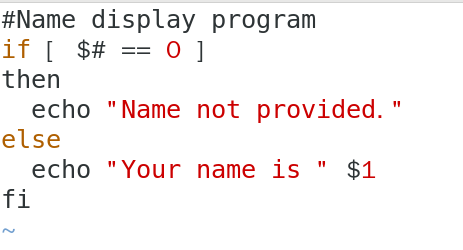 #Name display program
if [ $# == 0 ]
then
  echo "Name not provided."
else
  echo "Your name is " $1
fi
~